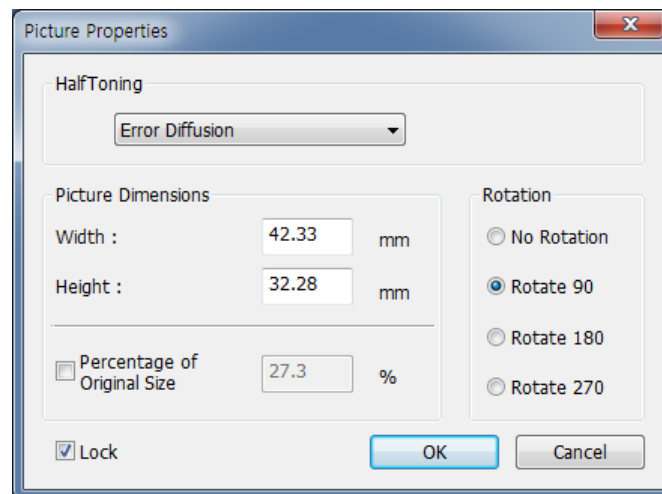 Picture Properties
HalfToning
Error Diffusion
Picture Dimensions
Width :
42.33
mm
Height :
32.28
mm
Percentage of
Original Size
27.3
%
Rotation
No Rotation
Rotate 90
Rotate 180
Rotate 270
Lock
OK
Cancel